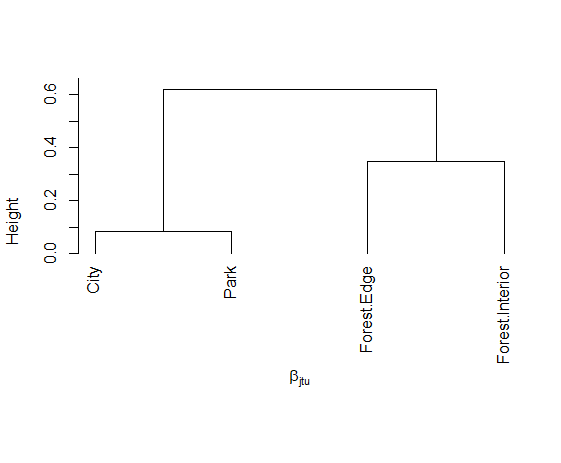 Height
0.0 0.2 0.4 0.6
City
Park
Forest.Edge
Forest.Interior
βjtu